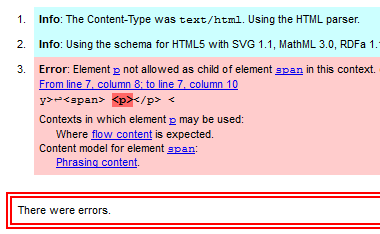 1. Info: The Content-Type was text/html. Using the HTML parser.
2. Info: Using the schema for HTML5 with SVG 1.1, MathML 3.0, RDFa 1.
3. Error: Element p not allowed as child of element span in this context.
From line 7, column 8; to line 7, column 10
y>↩<span> <p></p> <
Contexts in which element p may be used:
Where flow content is expected.
Content model for element span:
Phrasing content.
There were errors.